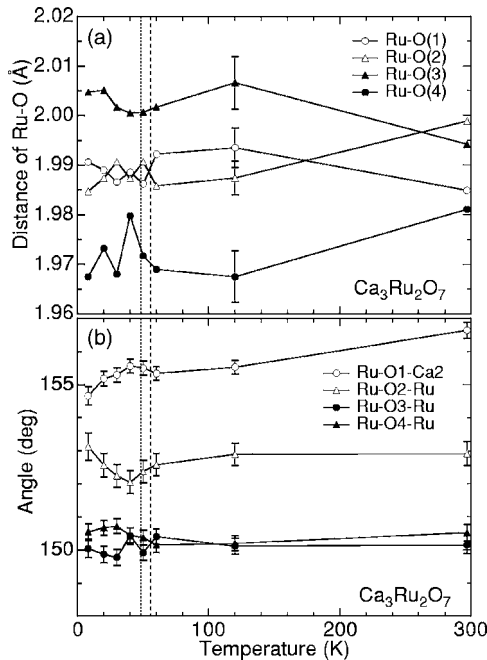 (a)
Ru-O(1)
Ru-O(2)
Ru-O(3)
Ru-O(4)
Distance of Ru-O (Å)
2.02
2.01
2.00
1.99
1.98
1.97
1.96
Ca3Ru2O7
(b)
Ru-O1-Ca2
Ru-O2-Ru
Ru-O3-Ru
Ru-O4-Ru
Angle (deg)
155
150
Ca3Ru2O7
0 100 200 300
Temperature (K)